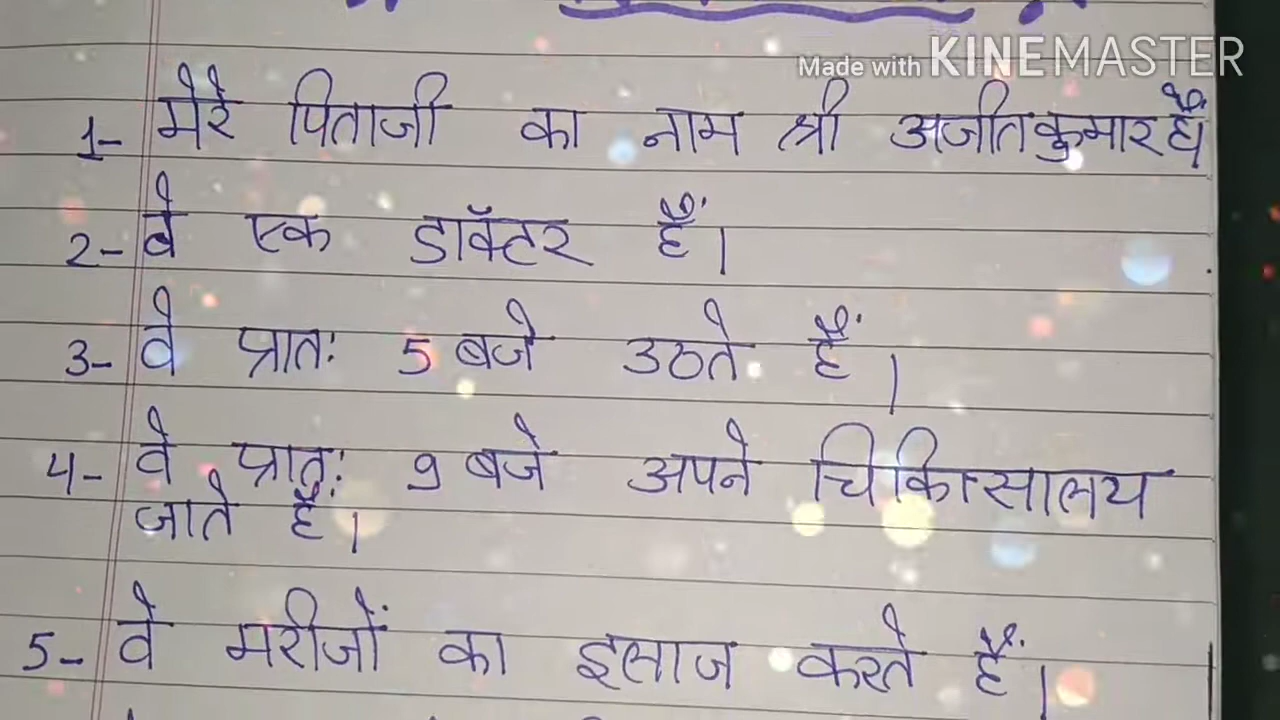 Made with KINEMASTER
1- मेरे पिताजी का नाम श्री अजीतकुमार है
2- वे एक डॉक्टर हैं।
3- वे प्रातः 5 बजे उठते हैं।
4- वे प्रातः 9 बजे अपने चिकित्सालय
जाते हैं।
5- वे मरीजों का इलाज करते हैं।